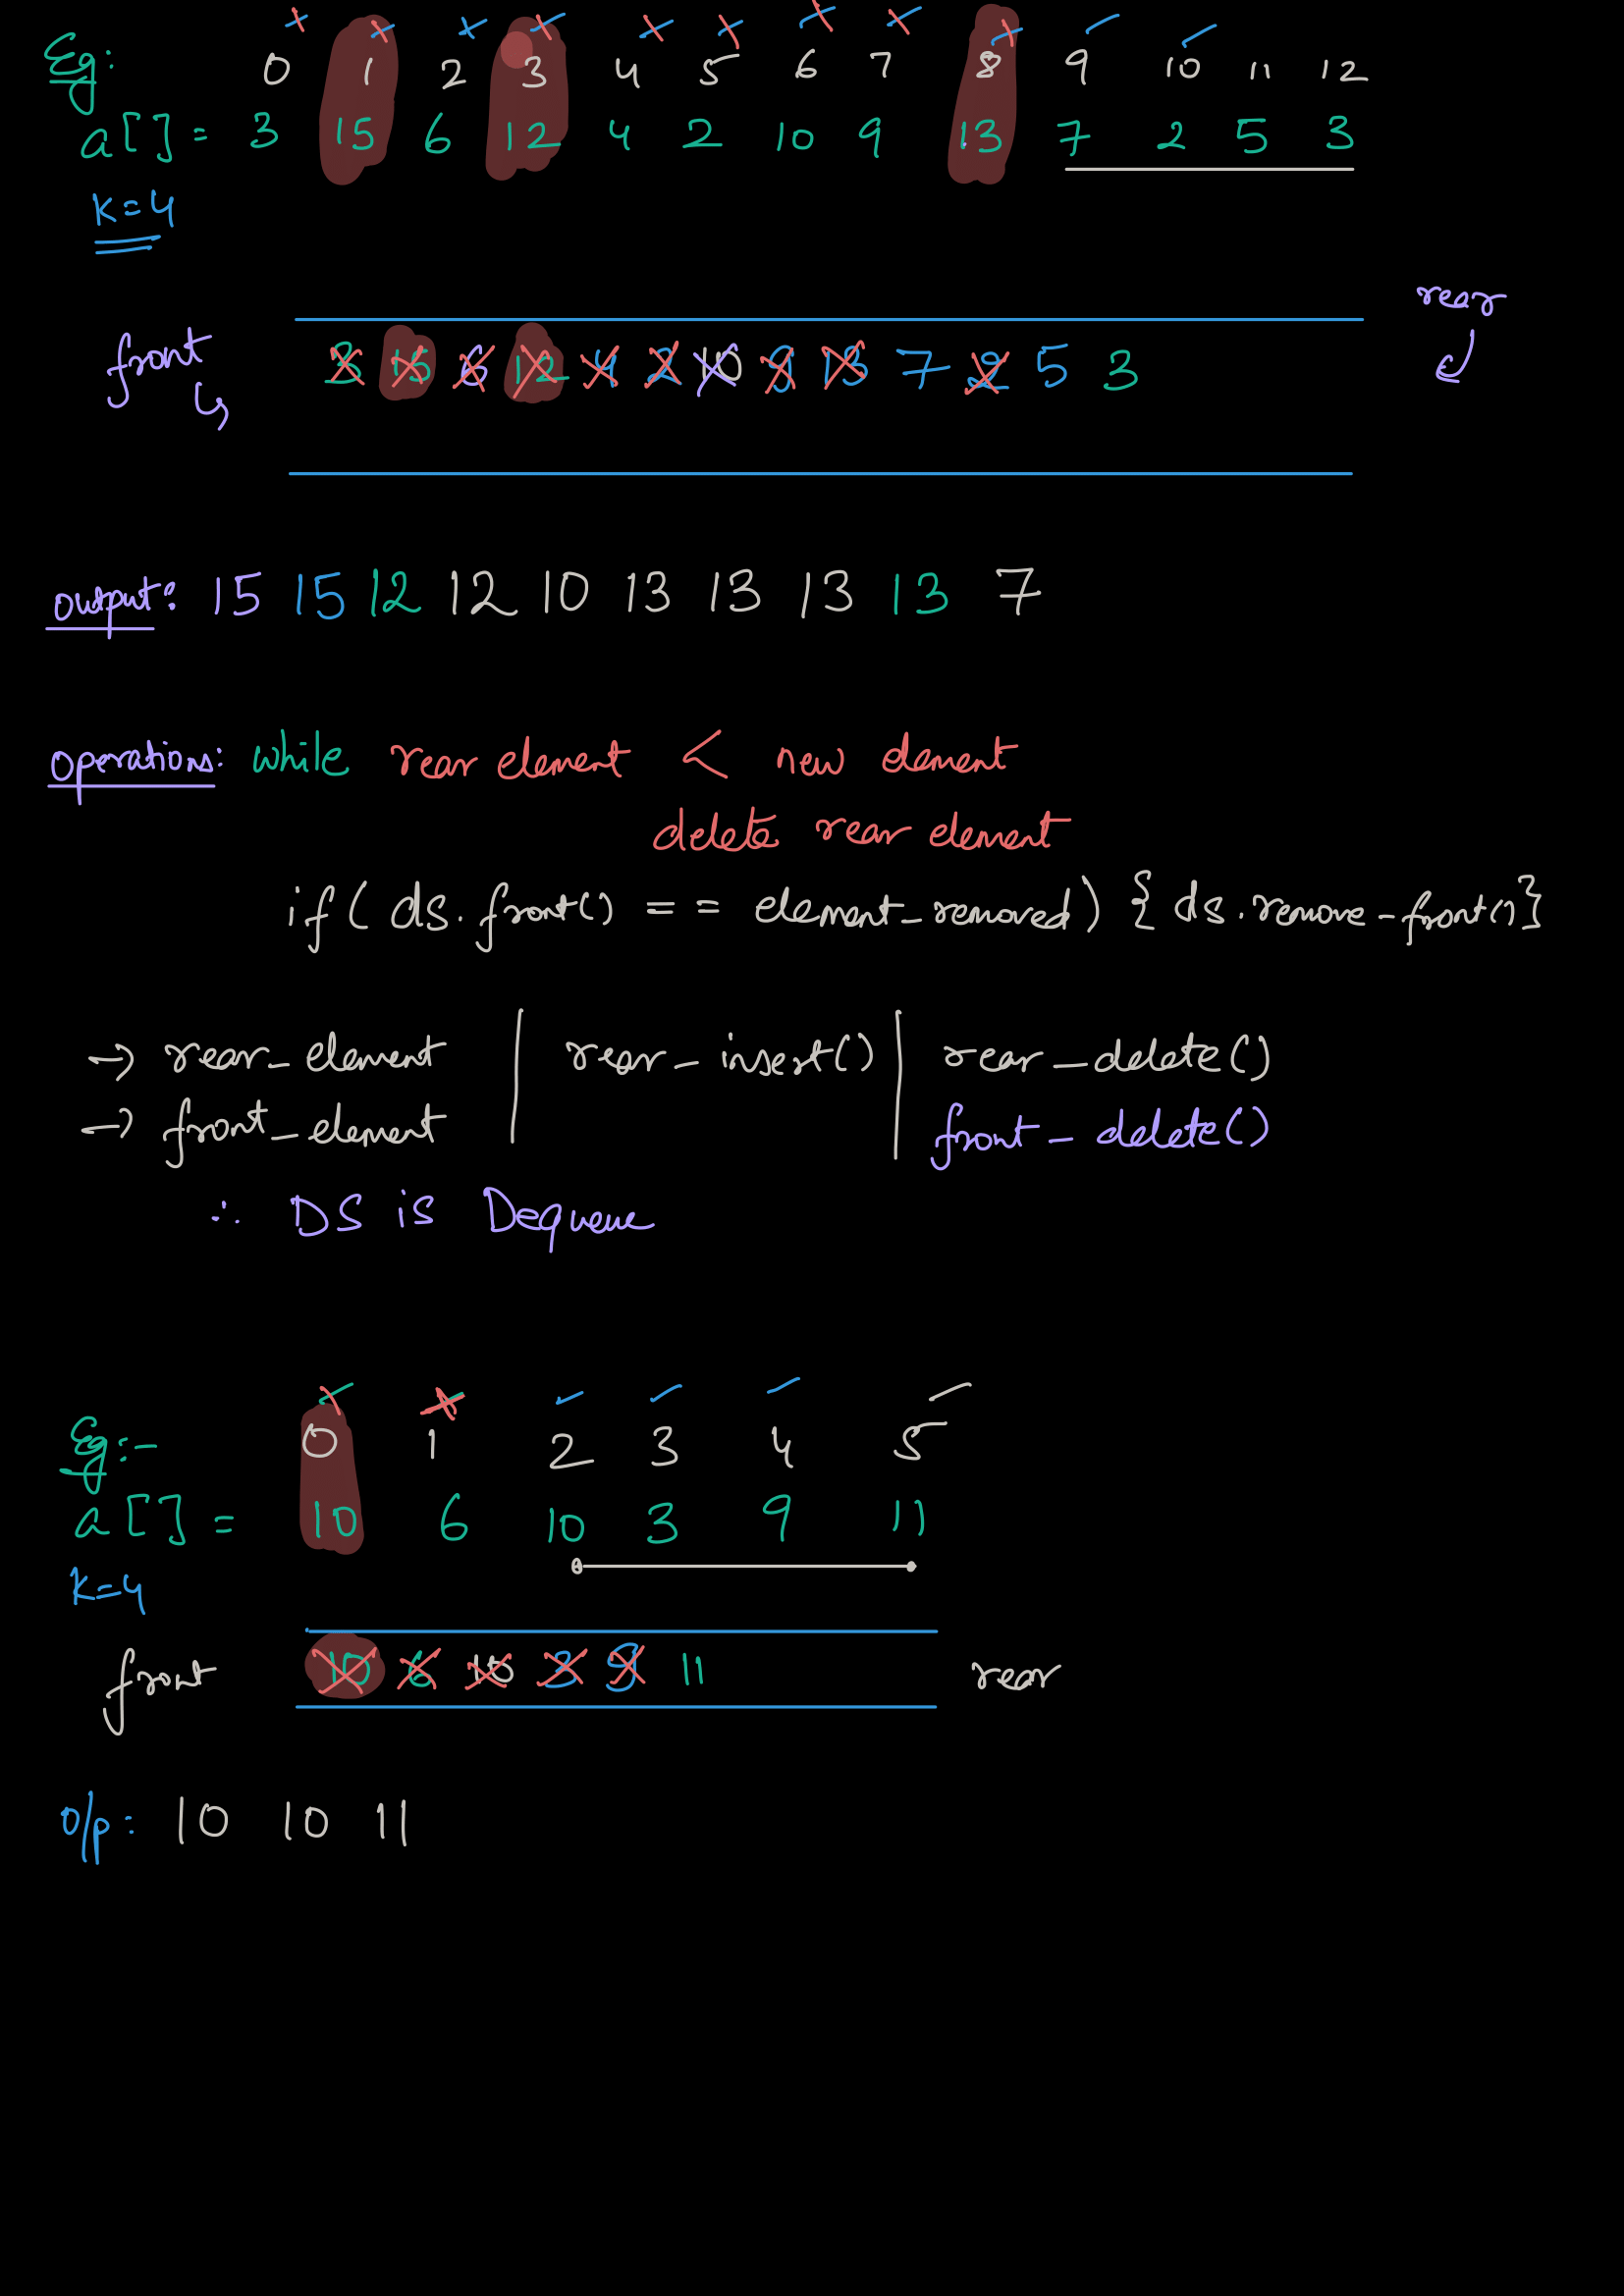 Eg:
0 1 2 3 4 5 6 7 8 9 10 11 12
a[] = 3 15 6 12 4 2 10 9 13 7 2 5 3
k=4
rear
front 3 15 6 12 4 2 10 9 13 7 2 5 3
output: 15 15 12 12 10 13 13 13 13 7
operations: while rear element < new element
delete rear element
if( ds.front() == element_removed) { ds.remove-front()}
→ rear_element | rear_insert() | rear_delete()
→ front_element front_delete()
∴ DS is Dequeue
Eg:-
0 1 2 3 4 5
a[] = 10 6 10 3 9 11
k=4
front 10 6 10 3 9 11 rear
o/p: 10 10 11